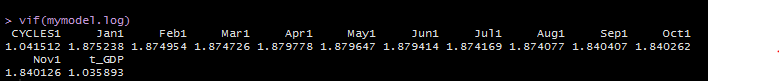 > vif(mymodel.log)
CYCLES1 Jan1 Feb1 Mar1 Apr1 May1 Jun1 Jul1 Aug1 Sep1 Oct1
1.041512 1.875238 1.874954 1.874726 1.879778 1.879647 1.879414 1.874169 1.874077 1.840407 1.840262
Nov1 t_GDP
1.840126 1.035893